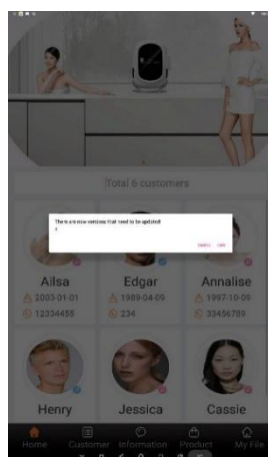 Total 6 customers
There are now versions that need to be updated!
Ailsa
Edgar
Annalise
2003-01-01
1989-04-09
1997-10-09
12334455
234
33456789
Henry
Jessica
Cassie
Home
Customer
Information
Product
My File